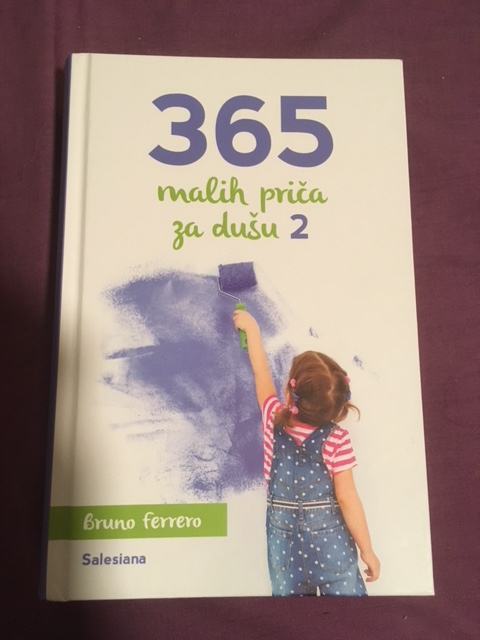 365
malih priča
za dušu 2
Bruno Ferrero
Salesiana